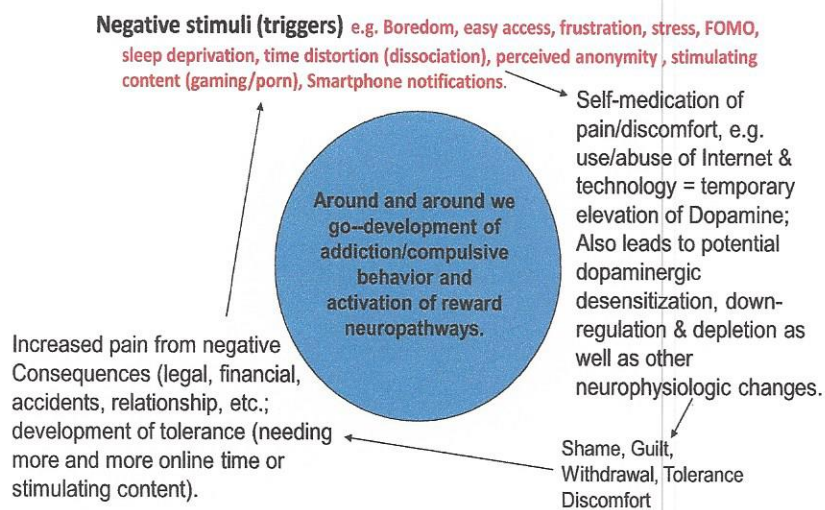 Negative stimuli (triggers) e.g. Boredom, easy access, frustration, stress, FOMO,
sleep deprivation, time distortion (dissociation), perceived anonymity , stimulating
content (gaming/porn), Smartphone notifications.
Self-medication of
pain/discomfort, e.g.
use/abuse of Internet &
technology = temporary
elevation of Dopamine;
Also leads to potential
dopaminergic
desensitization, down-
regulation & depletion as
well as other
neurophysiologic changes.
Around and around we
go--development of
addiction/compulsive
behavior and
activation of reward
neuropathways.
Shame, Guilt,
Withdrawal, Tolerance
Discomfort
Increased pain from negative
Consequences (legal, financial,
accidents, relationship, etc.;
development of tolerance (needing
more and more online time or
stimulating content).